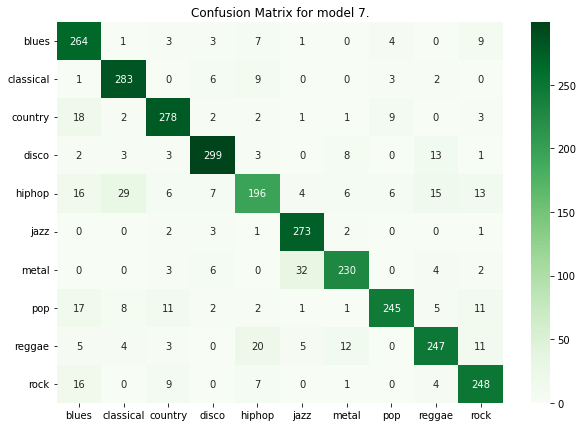 Confusion Matrix for model 7.
blues 264 1 3 3 7 1 0 4 0 9
classical 1 283 0 6 9 0 0 3 2 0
country 18 2 278 2 2 1 1 9 0 3
disco 2 3 3 299 3 0 8 0 13 1
hiphop 16 29 6 7 196 4 6 6 15 13
jazz 0 0 2 3 1 273 2 0 0 1
metal 0 0 3 6 0 32 230 0 4 2
pop 17 8 11 2 2 1 1 245 5 11
reggae 5 4 3 0 20 5 12 0 247 11
rock 16 0 9 0 7 0 1 0 4 248
blues classical country disco hiphop jazz metal pop reggae rock
250
200
150
100
50
0